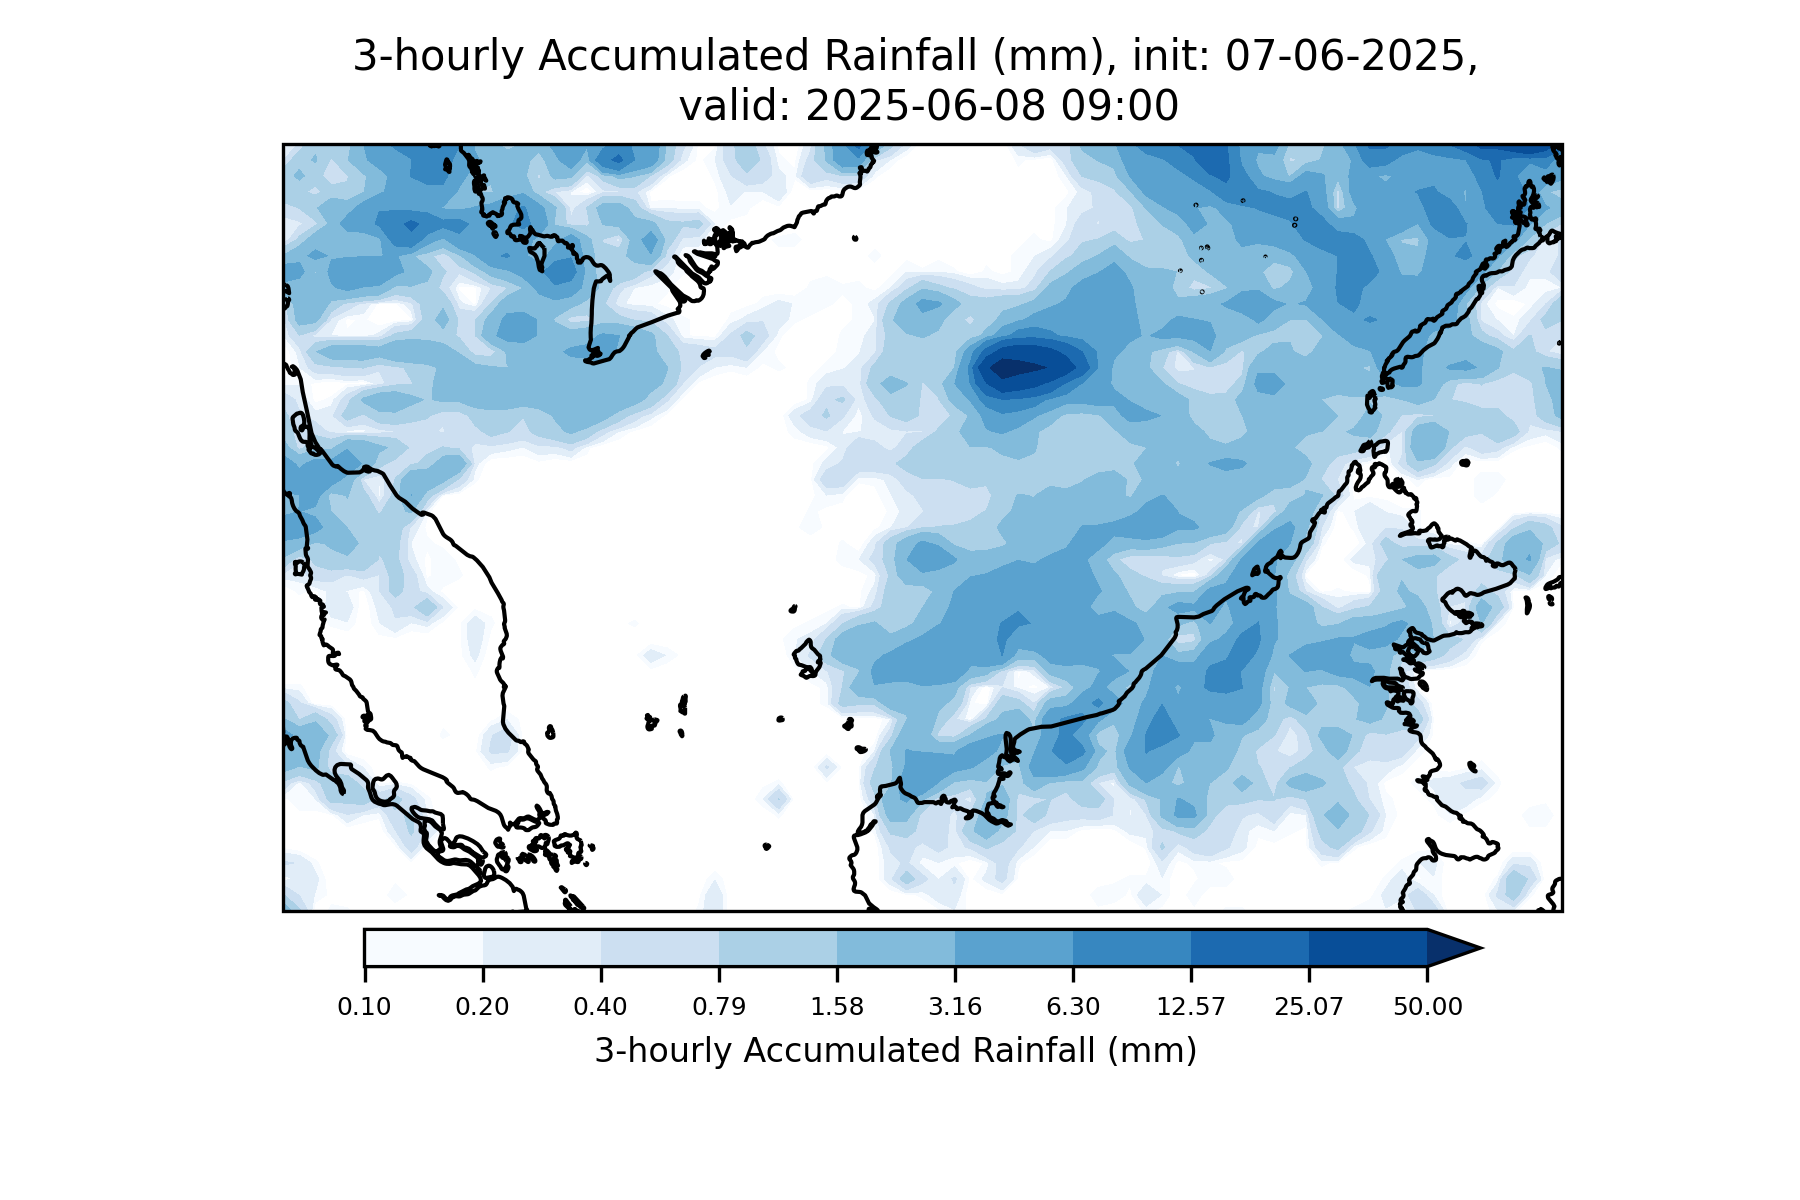 3-hourly Accumulated Rainfall (mm), init: 07-06-2025,
valid: 2025-06-08 09:00
0.10 0.20 0.40 0.79 1.58 3.16 6.30 12.57 25.07 50.00
3-hourly Accumulated Rainfall (mm)